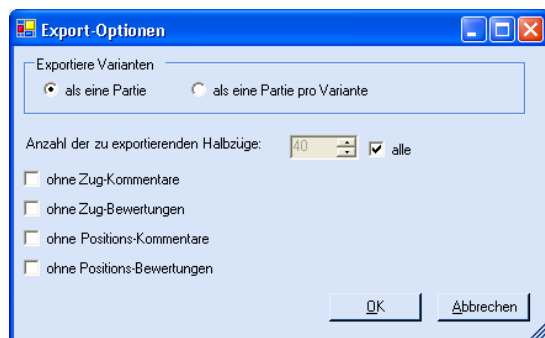 Export-Optionen
Exportiere Varianten
als eine Partie als eine Partie pro Variante
Anzahl der zu exportierenden Halbzüge: 40 alle
ohne Zug-Kommentare
ohne Zug-Bewertungen
ohne Positions-Kommentare
ohne Positions-Bewertungen
OK Abbrechen